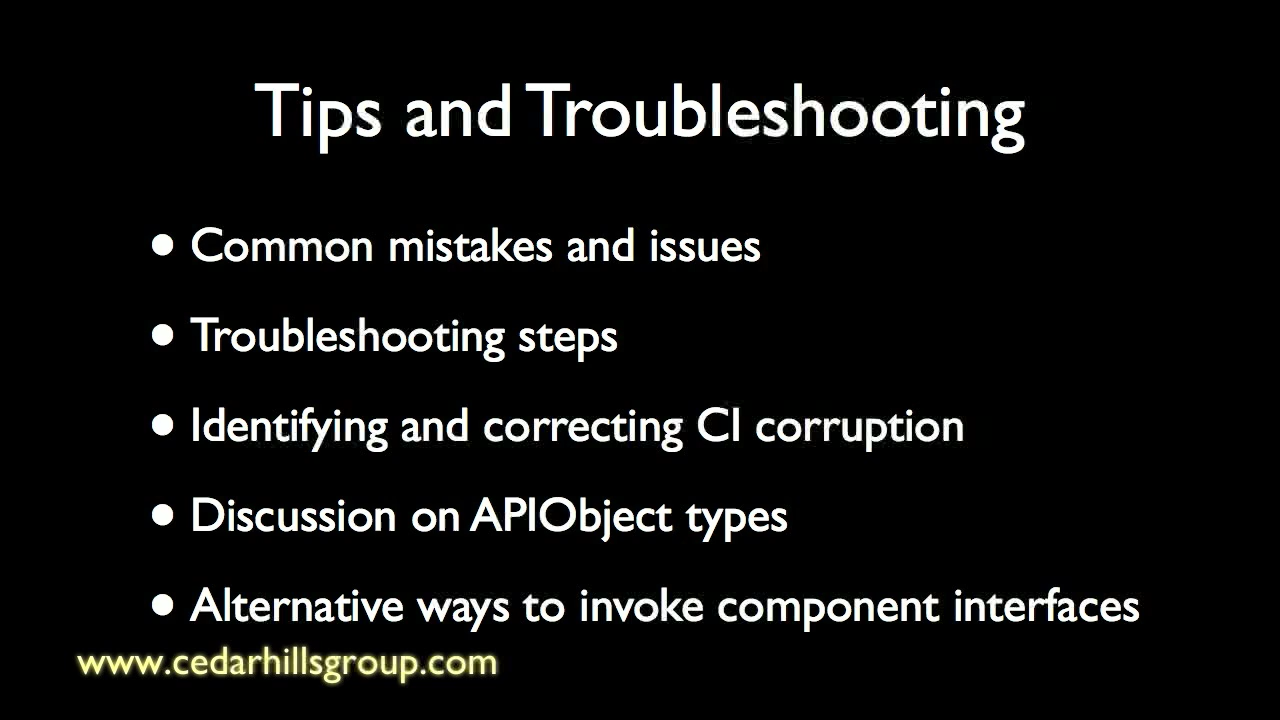 Tips and Troubleshooting
• Common mistakes and issues
• Troubleshooting steps
• Identifying and correcting CI corruption
• Discussion on APIObject types
• Alternative ways to invoke component interfaces
www.cedarhillsgroup.com